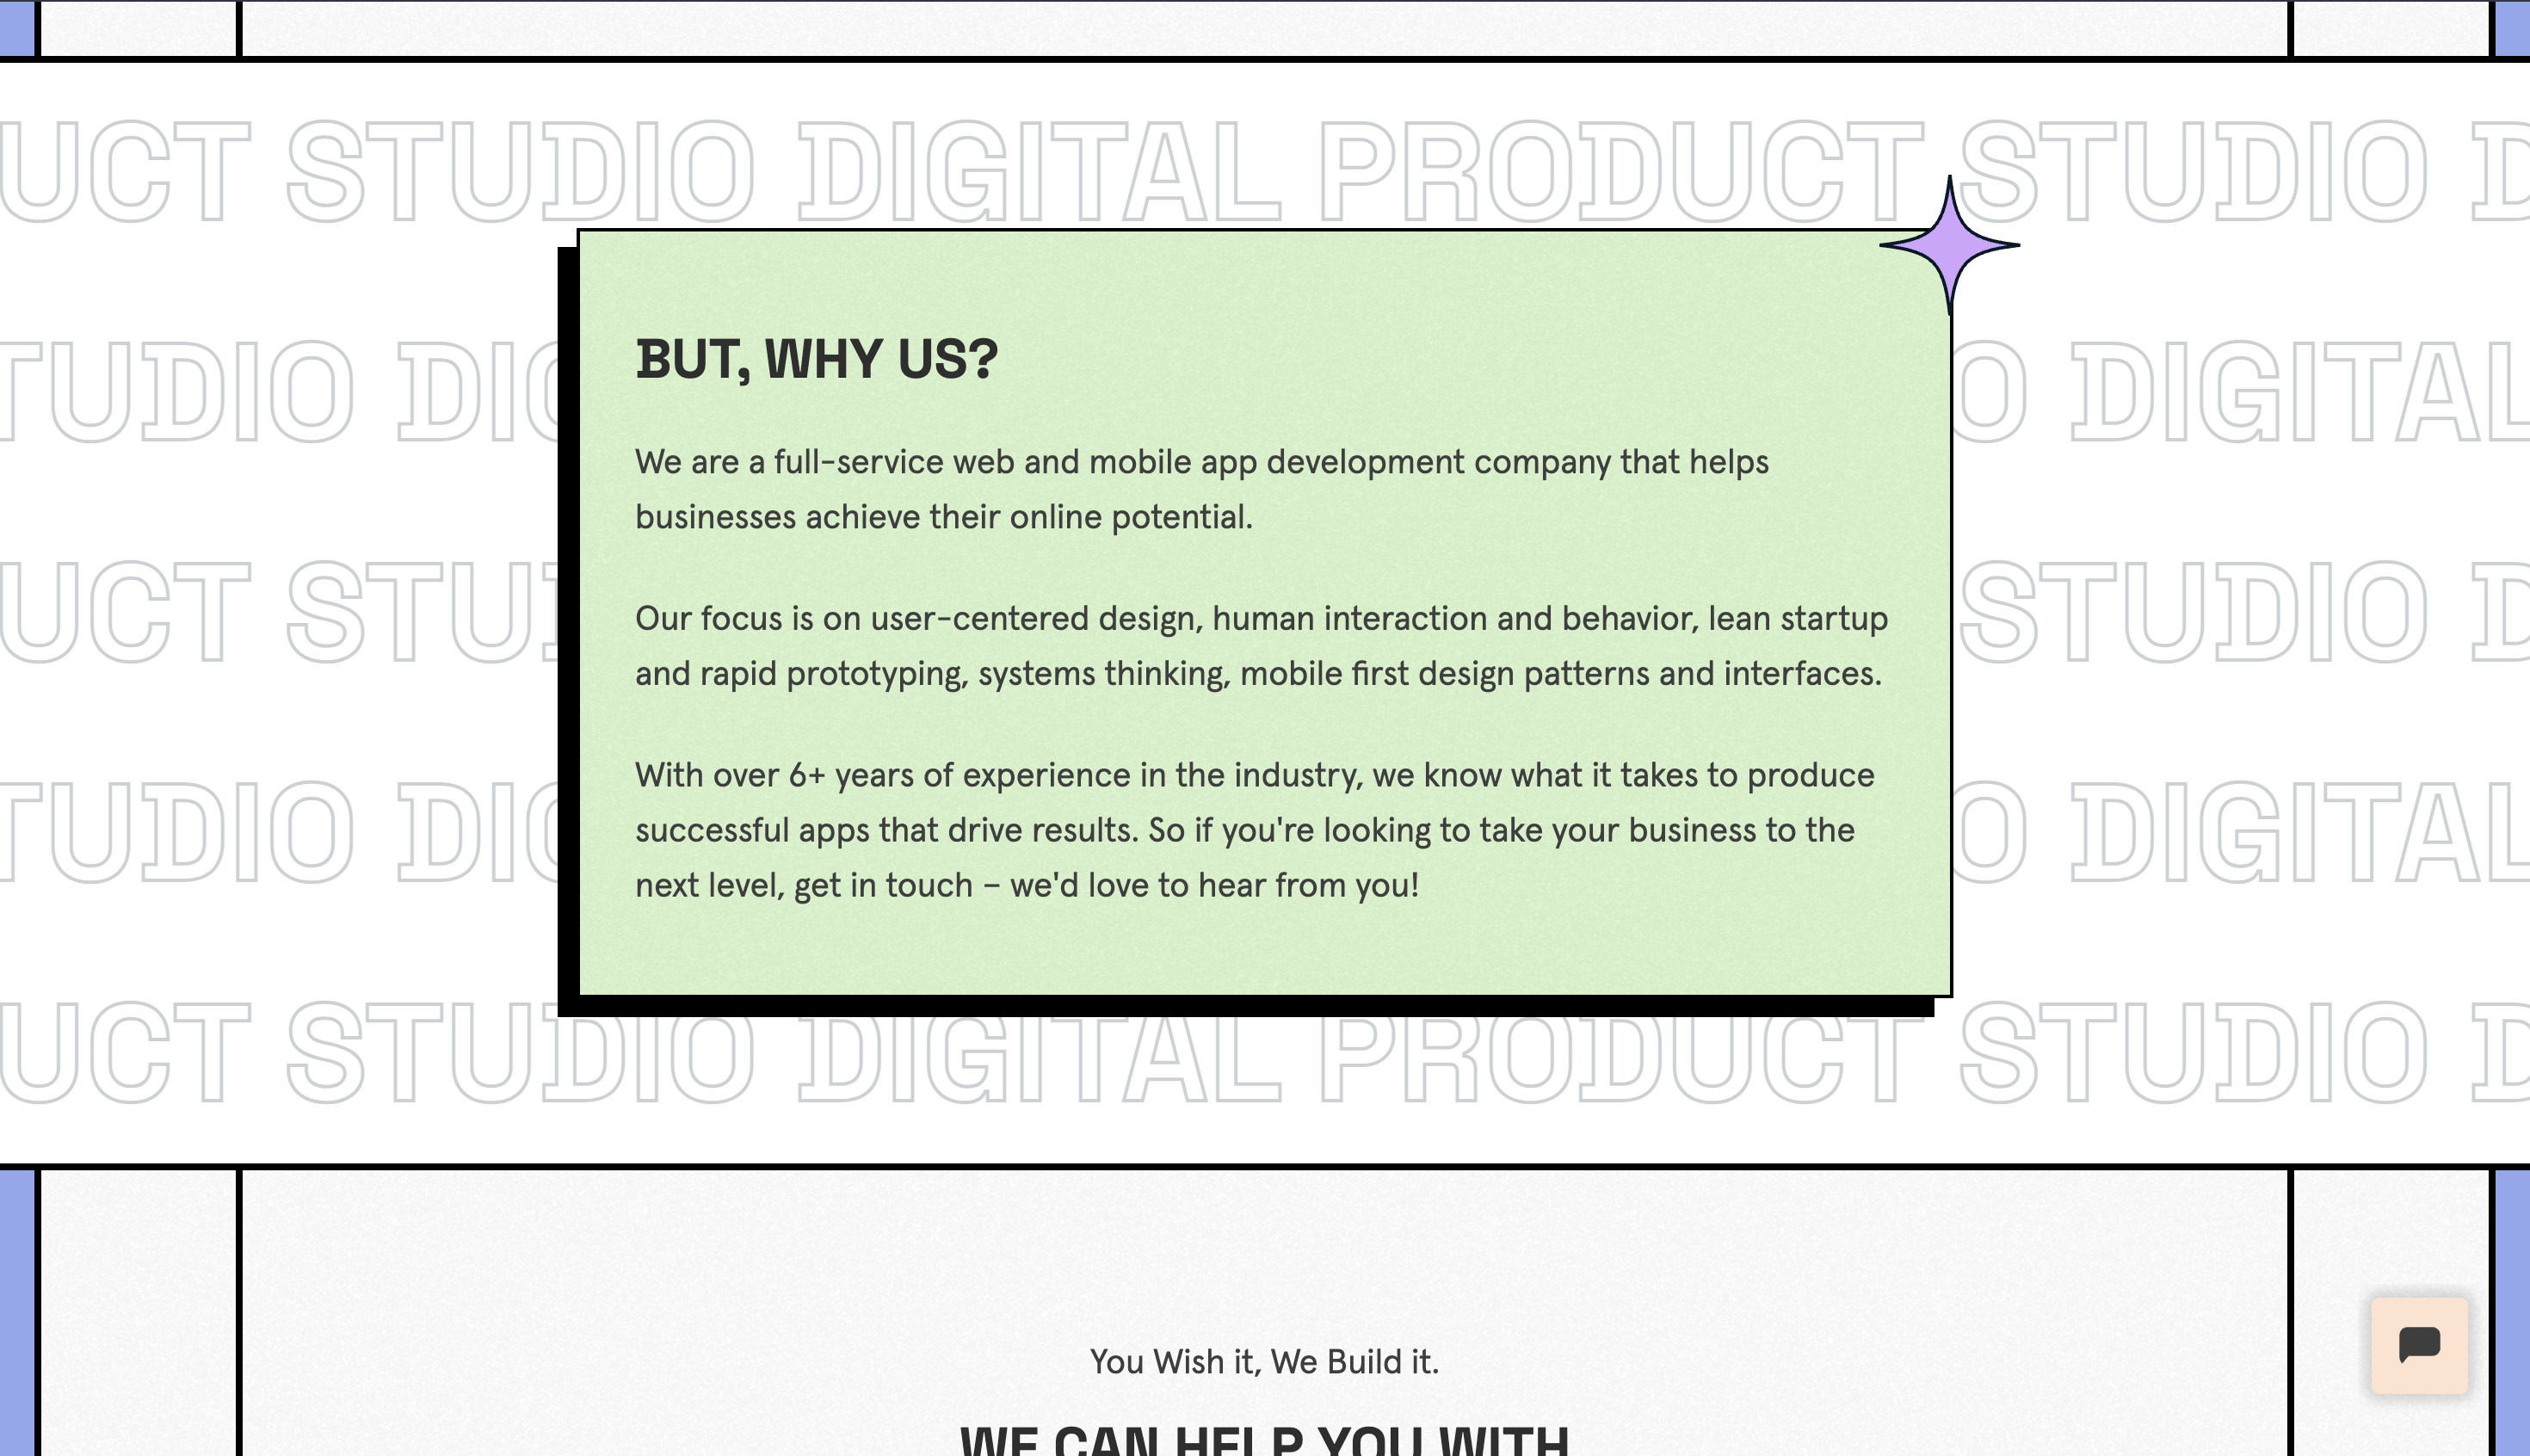 UCT STUDIO DIGITAL PRODUCT STUDIO D
BUT, WHY US?
We are a full-service web and mobile app development company that helps
businesses achieve their online potential.
Our focus is on user-centered design, human interaction and behavior, lean startup
and rapid prototyping, systems thinking, mobile first design patterns and interfaces.
With over 6+ years of experience in the industry, we know what it takes to produce
successful apps that drive results. So if you're looking to take your business to the
next level, get in touch – we'd love to hear from you!
TUDIO DIG
O DIGITAL
UCT STUD
STUDIO D
TUDIO DIG
O DIGITAL
UCT STUDIO DIGITAL PRODUCT STUDIO D
You Wish it, We Build it.
WE CAN HELP YOU WITH